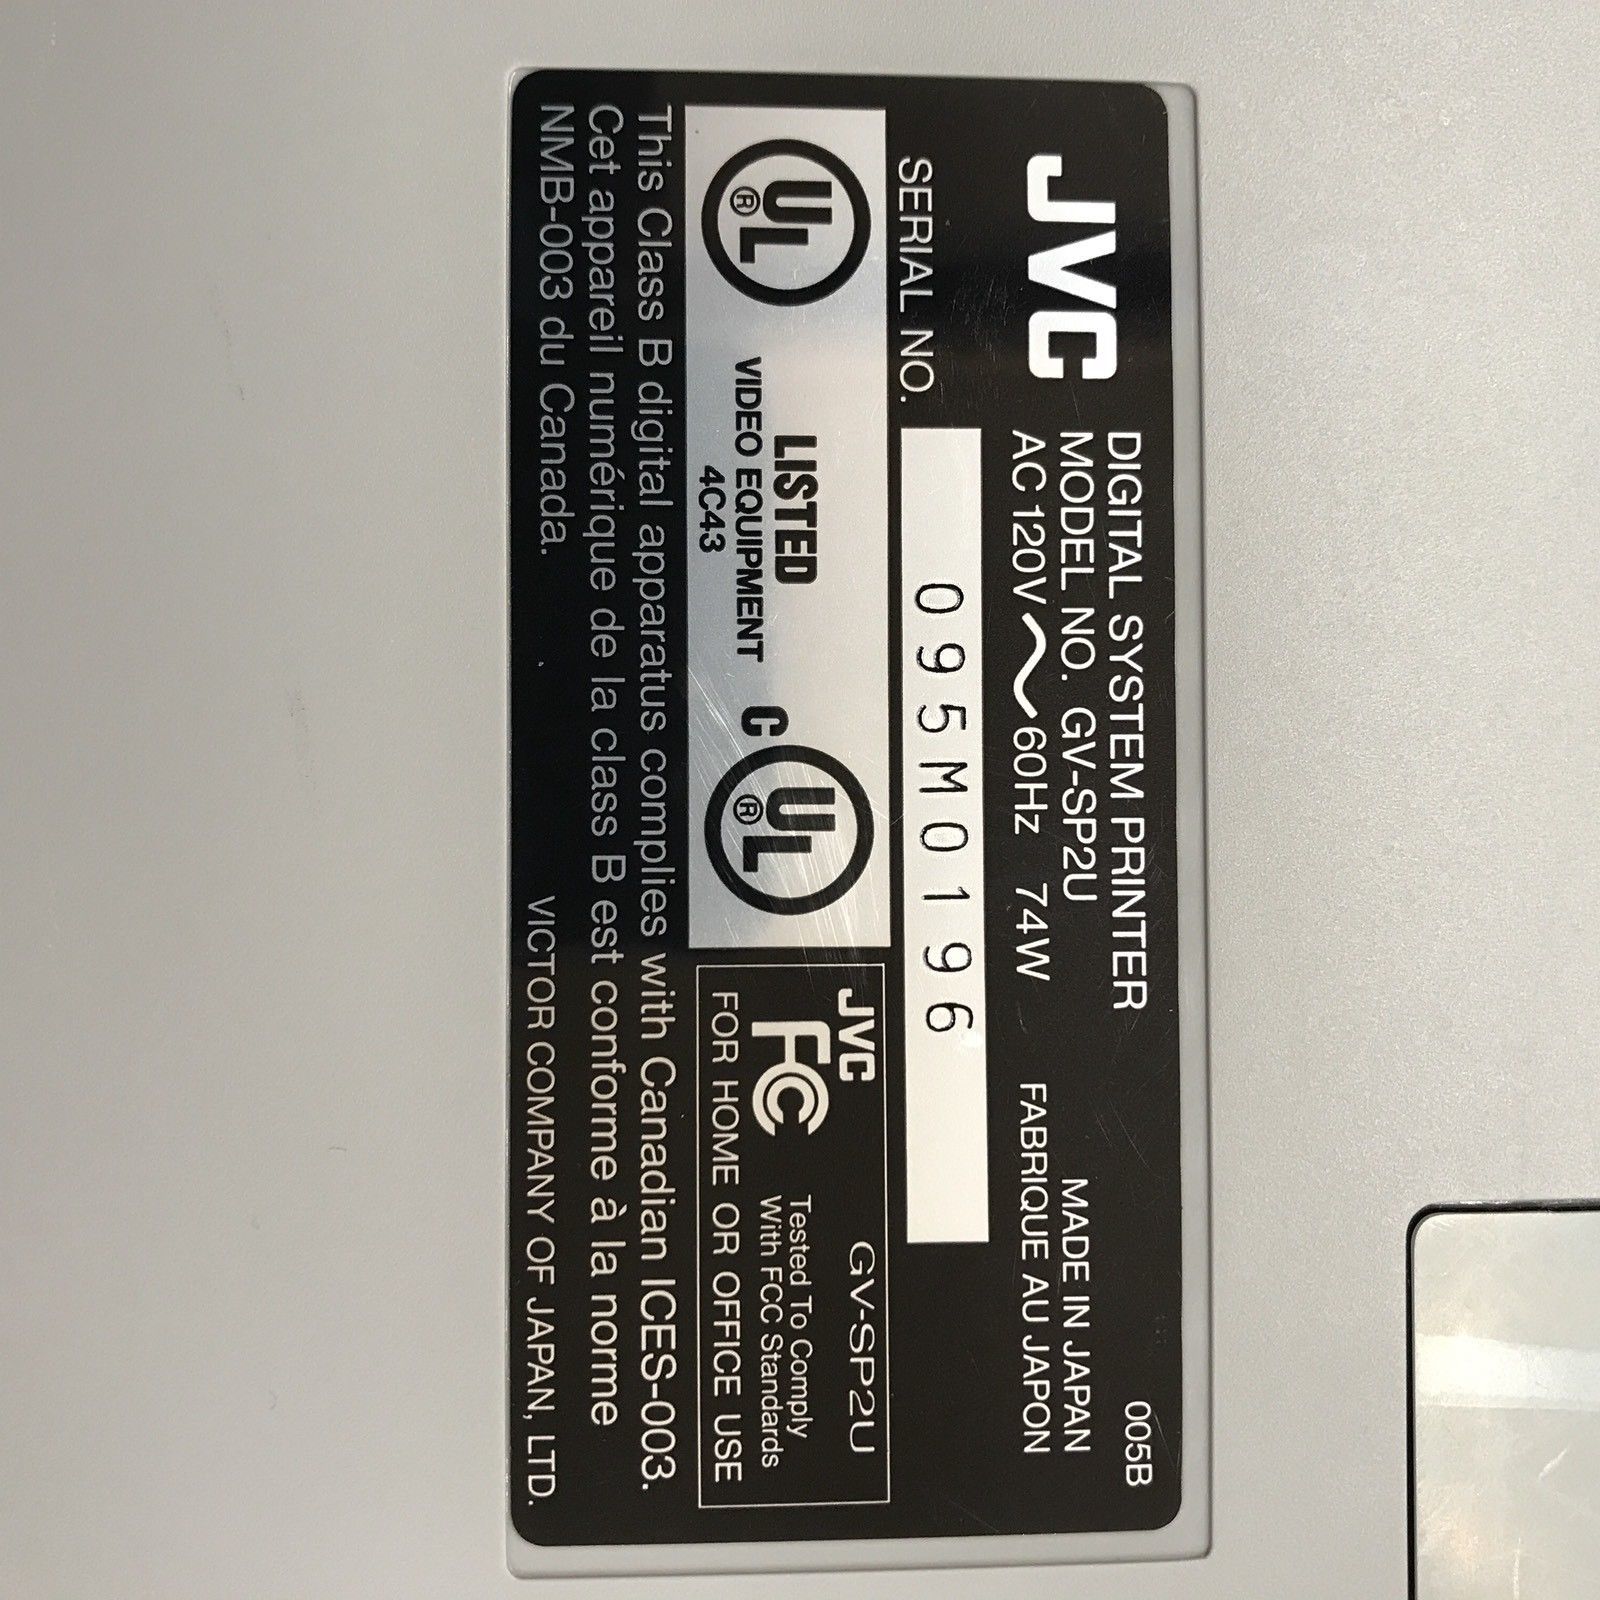 JVC
DIGITAL SYSTEM PRINTER
005B
MODEL NO. GV-SP2U
MADE IN JAPAN
AC 120V ~ 60Hz 74W
FABRIQUE AU JAPON
SERIAL NO.
095M0196
UL ®
LISTED
VIDEO EQUIPMENT
4C43
C UL ®
JVC
GV-SP2U
FC
Tested To Comply
With FCC Standards
FOR HOME OR OFFICE USE
This Class B digital apparatus complies with Canadian ICES-003.
Cet appareil numérique de la class B est conforme à la norme
NMB-003 du Canada.
VICTOR COMPANY OF JAPAN, LTD.